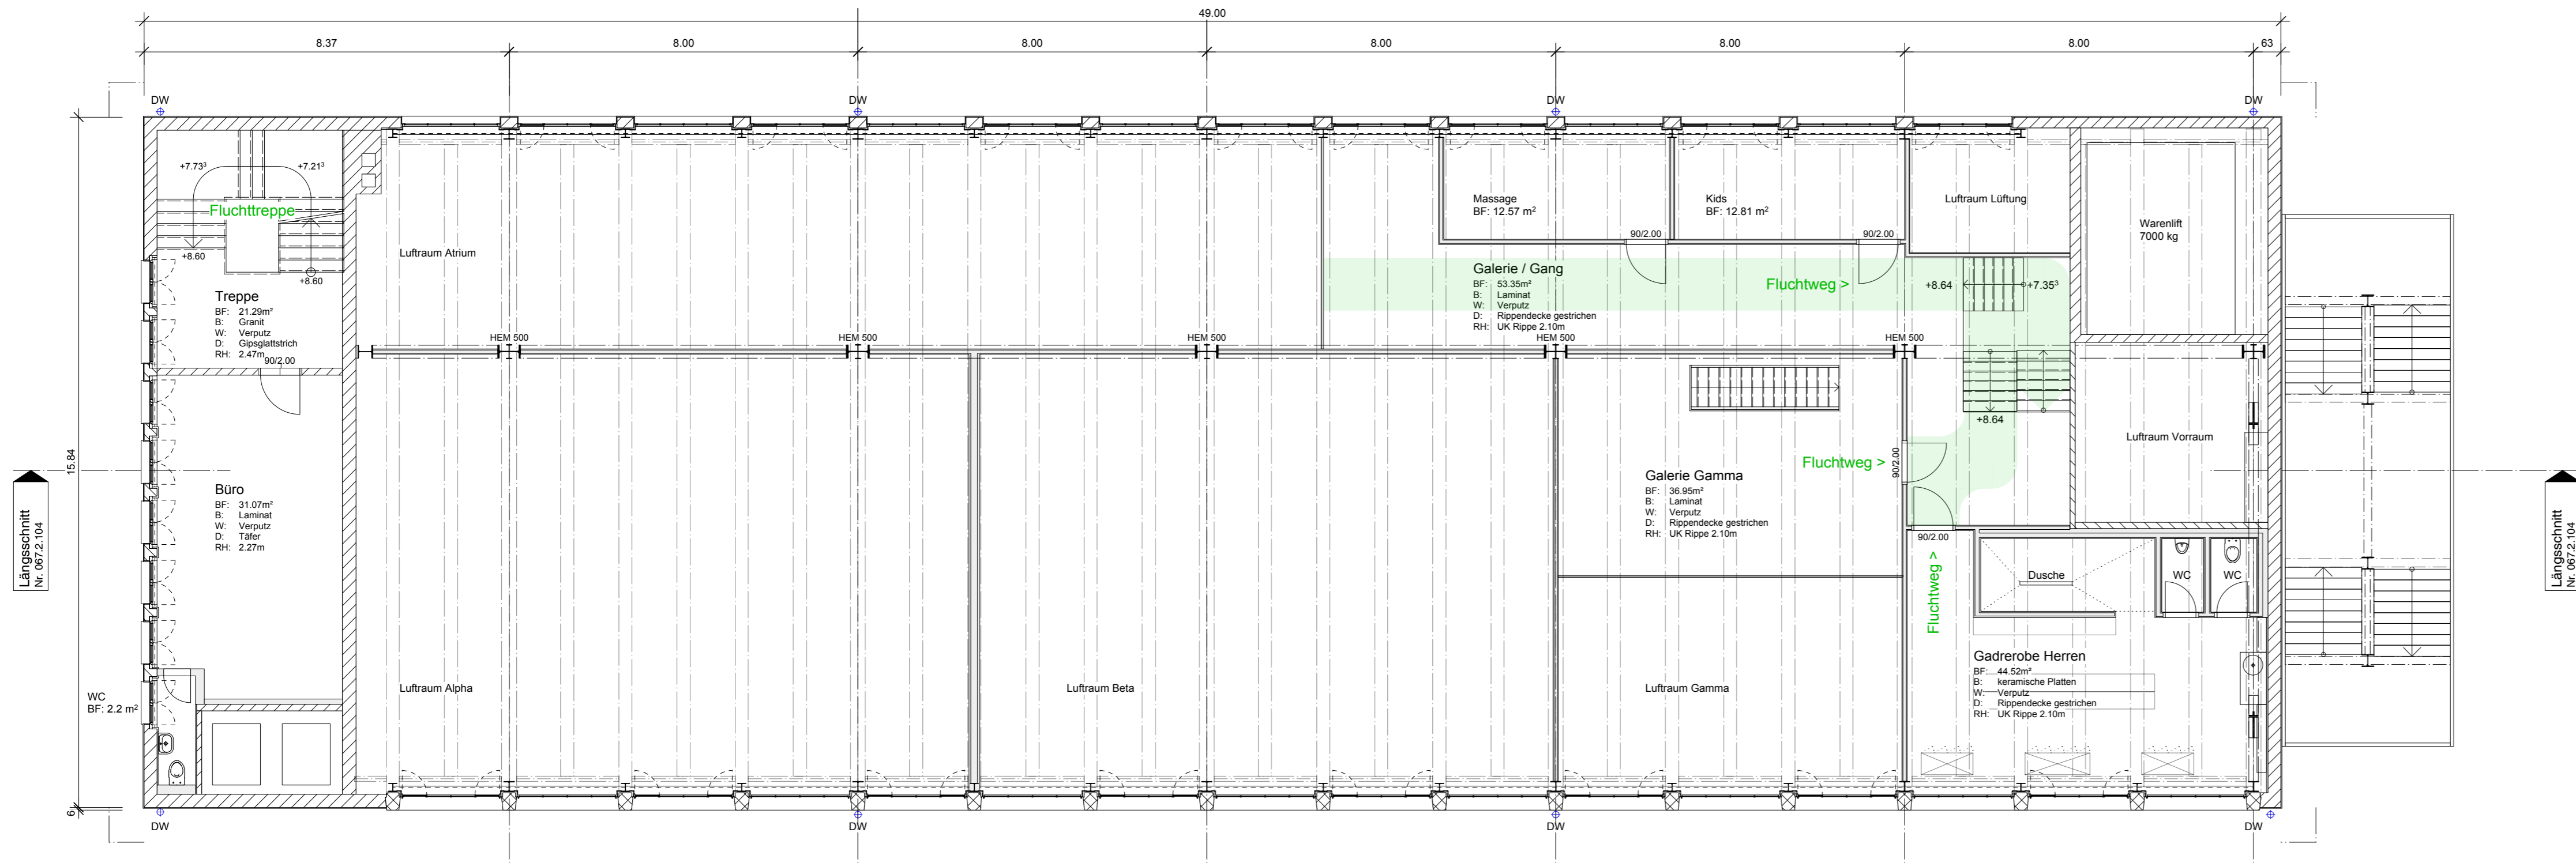 49.00
8.37
8.00
8.00
8.00
8.00
8.00
63
DW
DW
DW
DW
+7.73³
+7.21³
Fluchttreppe
+8.60
+8.60
Treppe
BF: 21.29m²
B: Granit
W: Verputz
D: Gipsglattstrich
RH: 2.47m
90/2.00
Luftraum Atrium
Massage
BF: 12.57 m²
90/2.00
Kids
BF: 12.81 m²
90/2.00
Luftraum Lüftung
Warenlift
7000 kg
Galerie / Gang
BF: 53.35m²
B: Laminat
W: Verputz
D: Rippendecke gestrichen
RH: UK Rippe 2.10m
Fluchtweg >
+8.64
+7.35³
HEM 500
HEM 500
HEM 500
HEM 500
HEM 500
+8.64
15.84
6
Längsschnitt
Nr. 067.2.104
Büro
BF: 31.07m²
B: Laminat
W: Verputz
D: Täfer
RH: 2.27m
Galerie Gamma
BF: 36.95m²
B: Laminat
W: Verputz
D: Rippendecke gestrichen
RH: UK Rippe 2.10m
Fluchtweg >
90/2.00
Luftraum Vorraum
Längsschnitt
Nr. 067.2.104
90/2.00
Fluchtweg >
Dusche
WC
WC
WC
BF: 2.2 m²
Luftraum Alpha
Luftraum Beta
Luftraum Gamma
Gadrerobe Herren
BF: 44.52m²
B: keramische Platten
W: Verputz
D: Rippendecke gestrichen
RH: UK Rippe 2.10m
DW
DW
DW
DW